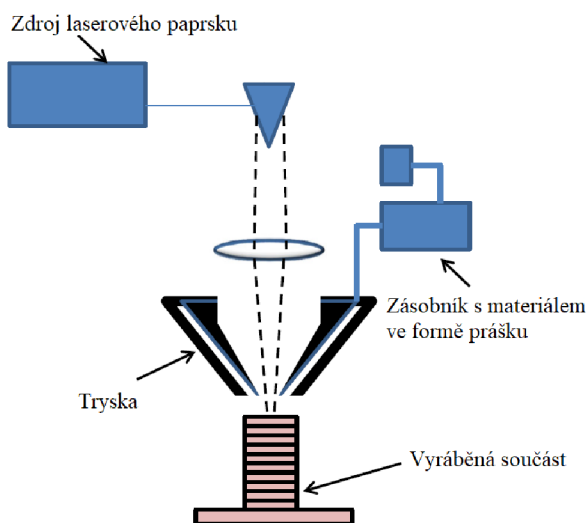 Zdroj laserového paprsku
Zásobník s materiálem
ve formě prášku
Tryska
Vyráběná součást